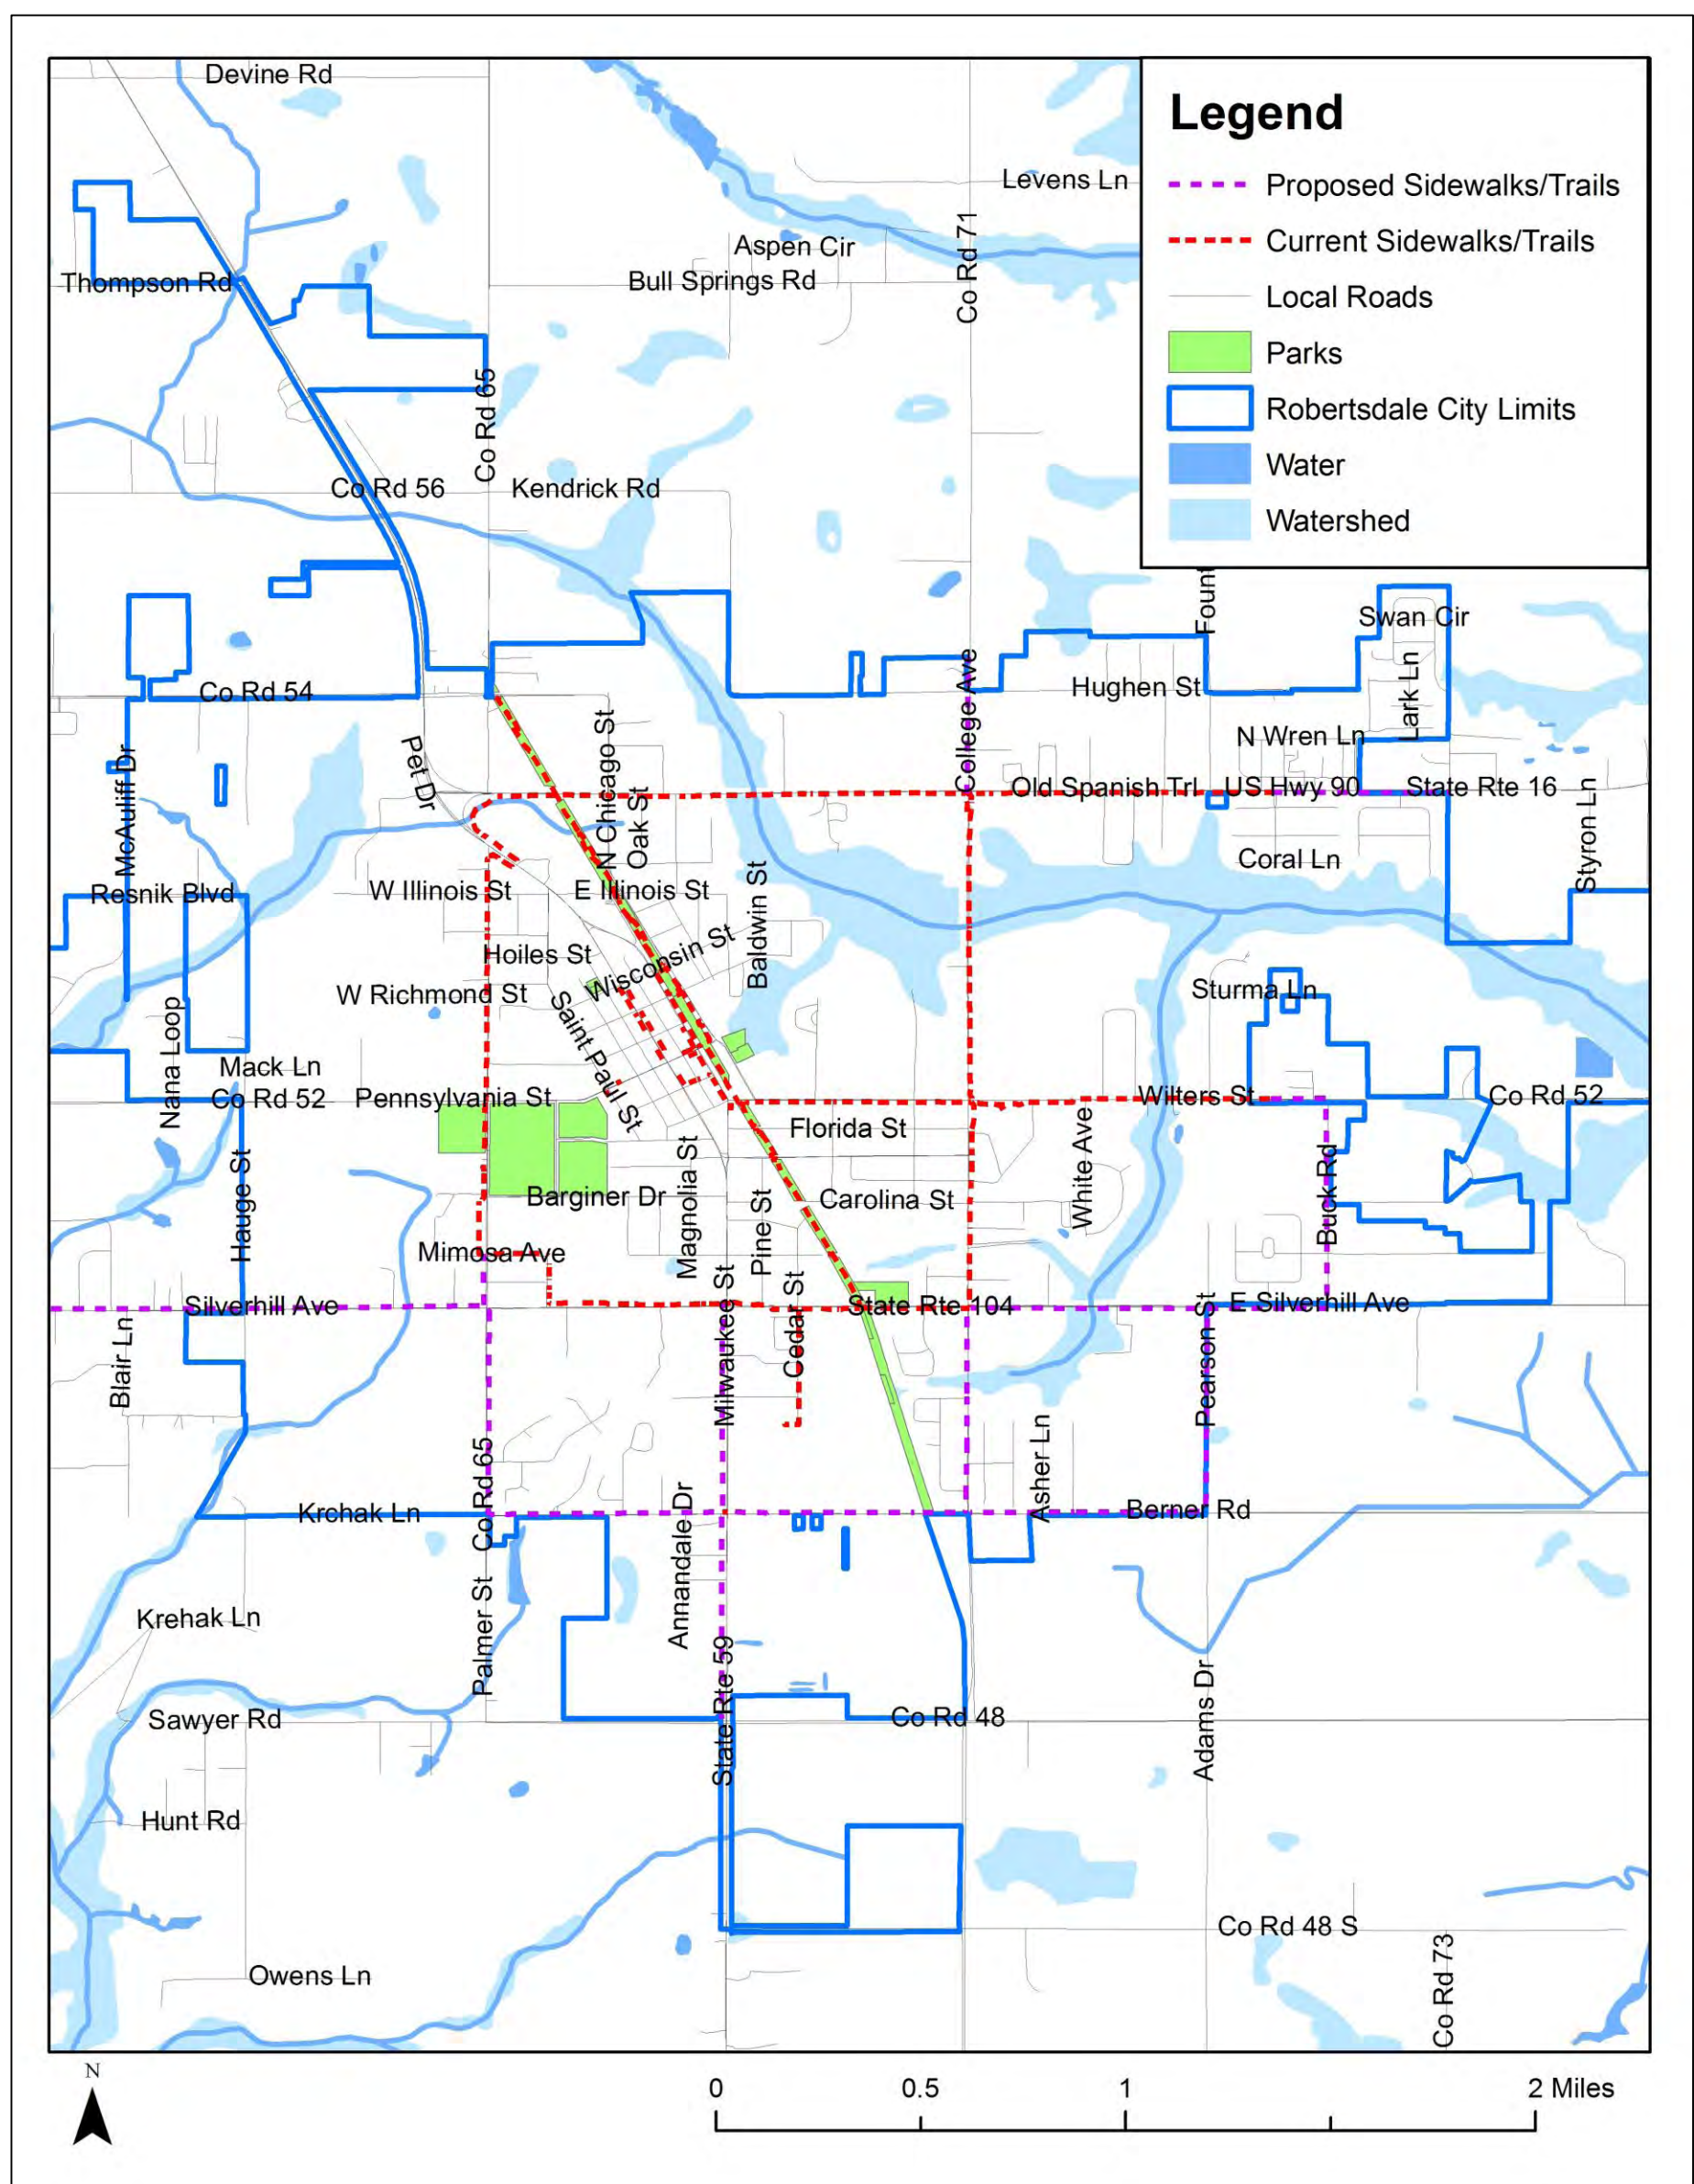 Devine Rd
Legend
Proposed Sidewalks/Trails
Current Sidewalks/Trails
Local Roads
Parks
Robertsdale City Limits
Water
Watershed
Levens Ln
Co Rd 71
Aspen Cir
Bull Springs Rd
Thompson Rd
Co Rd 65
Co Rd 56
Kendrick Rd
Fount
Swan Cir
Lark Ln
Co Rd 54
College Ave
Hughen St
N Wren Ln
McAuliff Dr
Pet Dr
N Chicago St
Oak St
Old Spanish Trl
US Hwy 90
State Rte 16
Styron Ln
Coral Ln
Resnik Blvd
W Illinois St
E Illinois St
Baldwin St
Hoiles St
Wisconsin St
W Richmond St
Sturma Ln
Saint Paul St
Nana Loop
Mack Ln
Co Rd 52
Pennsylvania St
Wilters St
Co Rd 52
Florida St
White Ave
Buck Rd
Hauge St
Barginer Dr
Magnolia St
Pine St
Carolina St
Mimosa Ave
Silverhill Ave
Milwaukee St
Cedar St
State Rte 104
Pearson St
E Silverhill Ave
Blair Ln
Co Rd 65
Asher Ln
Krchak Ln
Annandale Dr
Berner Rd
Krehak Ln
Palmer St
State Rte 59
Adams Dr
Sawyer Rd
Co Rd 48
Hunt Rd
Co Rd 48 S
Co Rd 73
Owens Ln
N
0
0.5
1
2 Miles